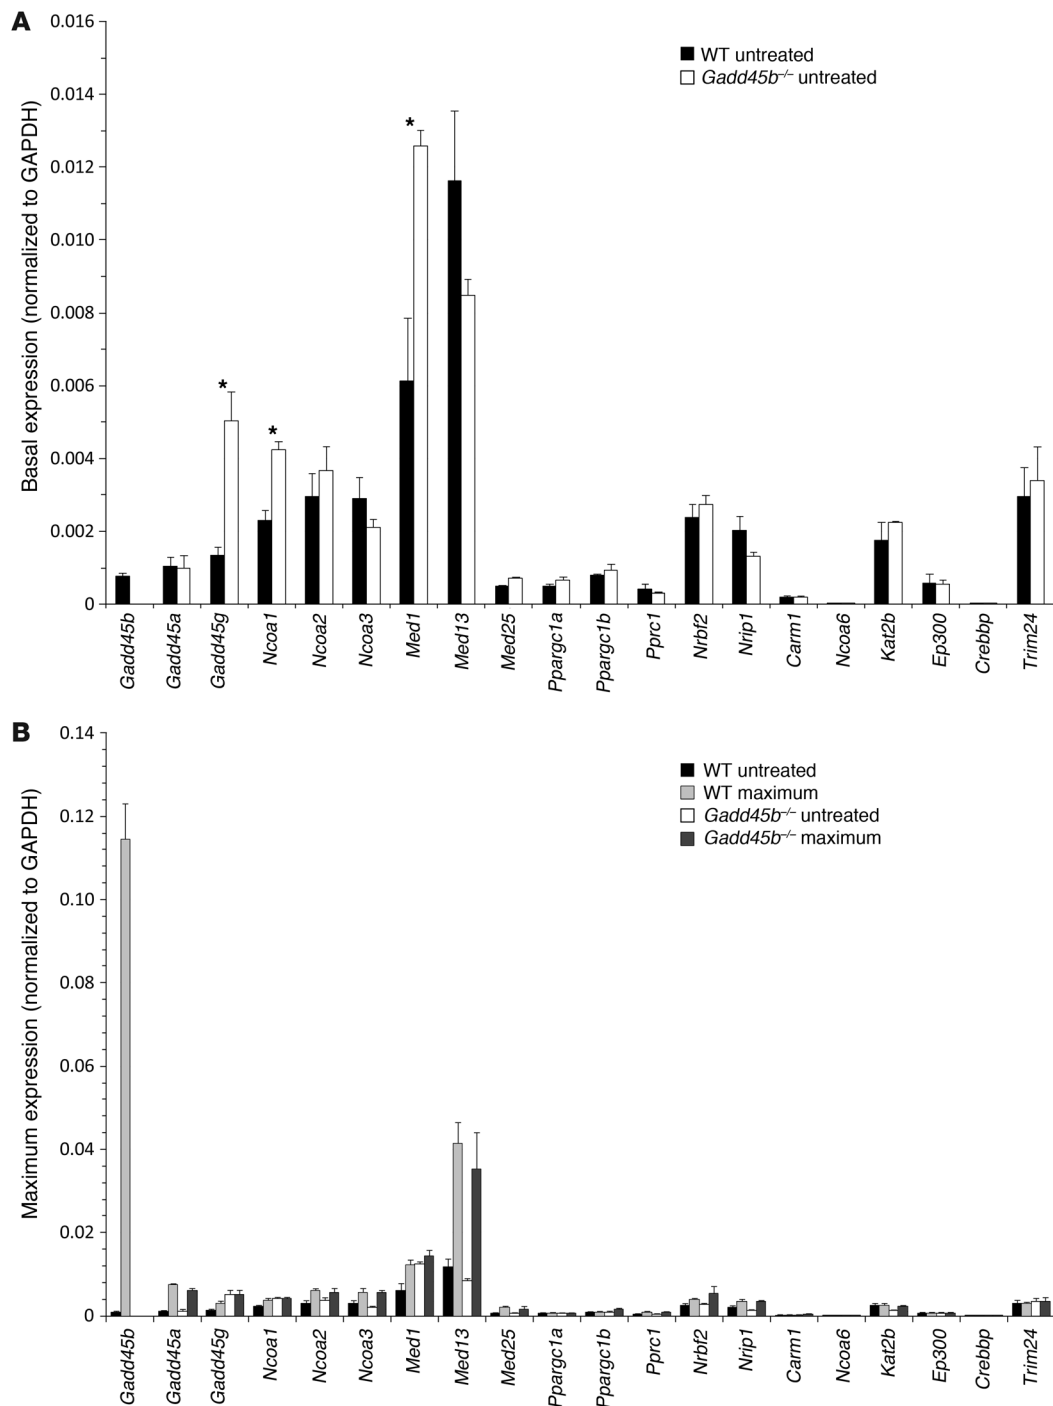 A
Basal expression (normalized to GAPDH)
0.016
0.014
0.012
0.010
0.008
0.006
0.004
0.002
0
WT untreated
Gadd45b–/– untreated
*
*
*
Gadd45b
Gadd45a
Gadd45g
Ncoa1
Ncoa2
Ncoa3
Med1
Med13
Med25
Ppargc1a
Ppargc1b
Pprc1
Nrbf2
Nrip1
Carm1
Ncoa6
Kat2b
Ep300
Crebbp
Trim24
B
Maximum expression (normalized to GAPDH)
0.14
0.12
0.10
0.08
0.06
0.04
0.02
0
WT untreated
WT maximum
Gadd45b–/– untreated
Gadd45b–/– maximum
Gadd45b
Gadd45a
Gadd45g
Ncoa1
Ncoa2
Ncoa3
Med1
Med13
Med25
Ppargc1a
Ppargc1b
Pprc1
Nrbf2
Nrip1
Carm1
Ncoa6
Kat2b
Ep300
Crebbp
Trim24